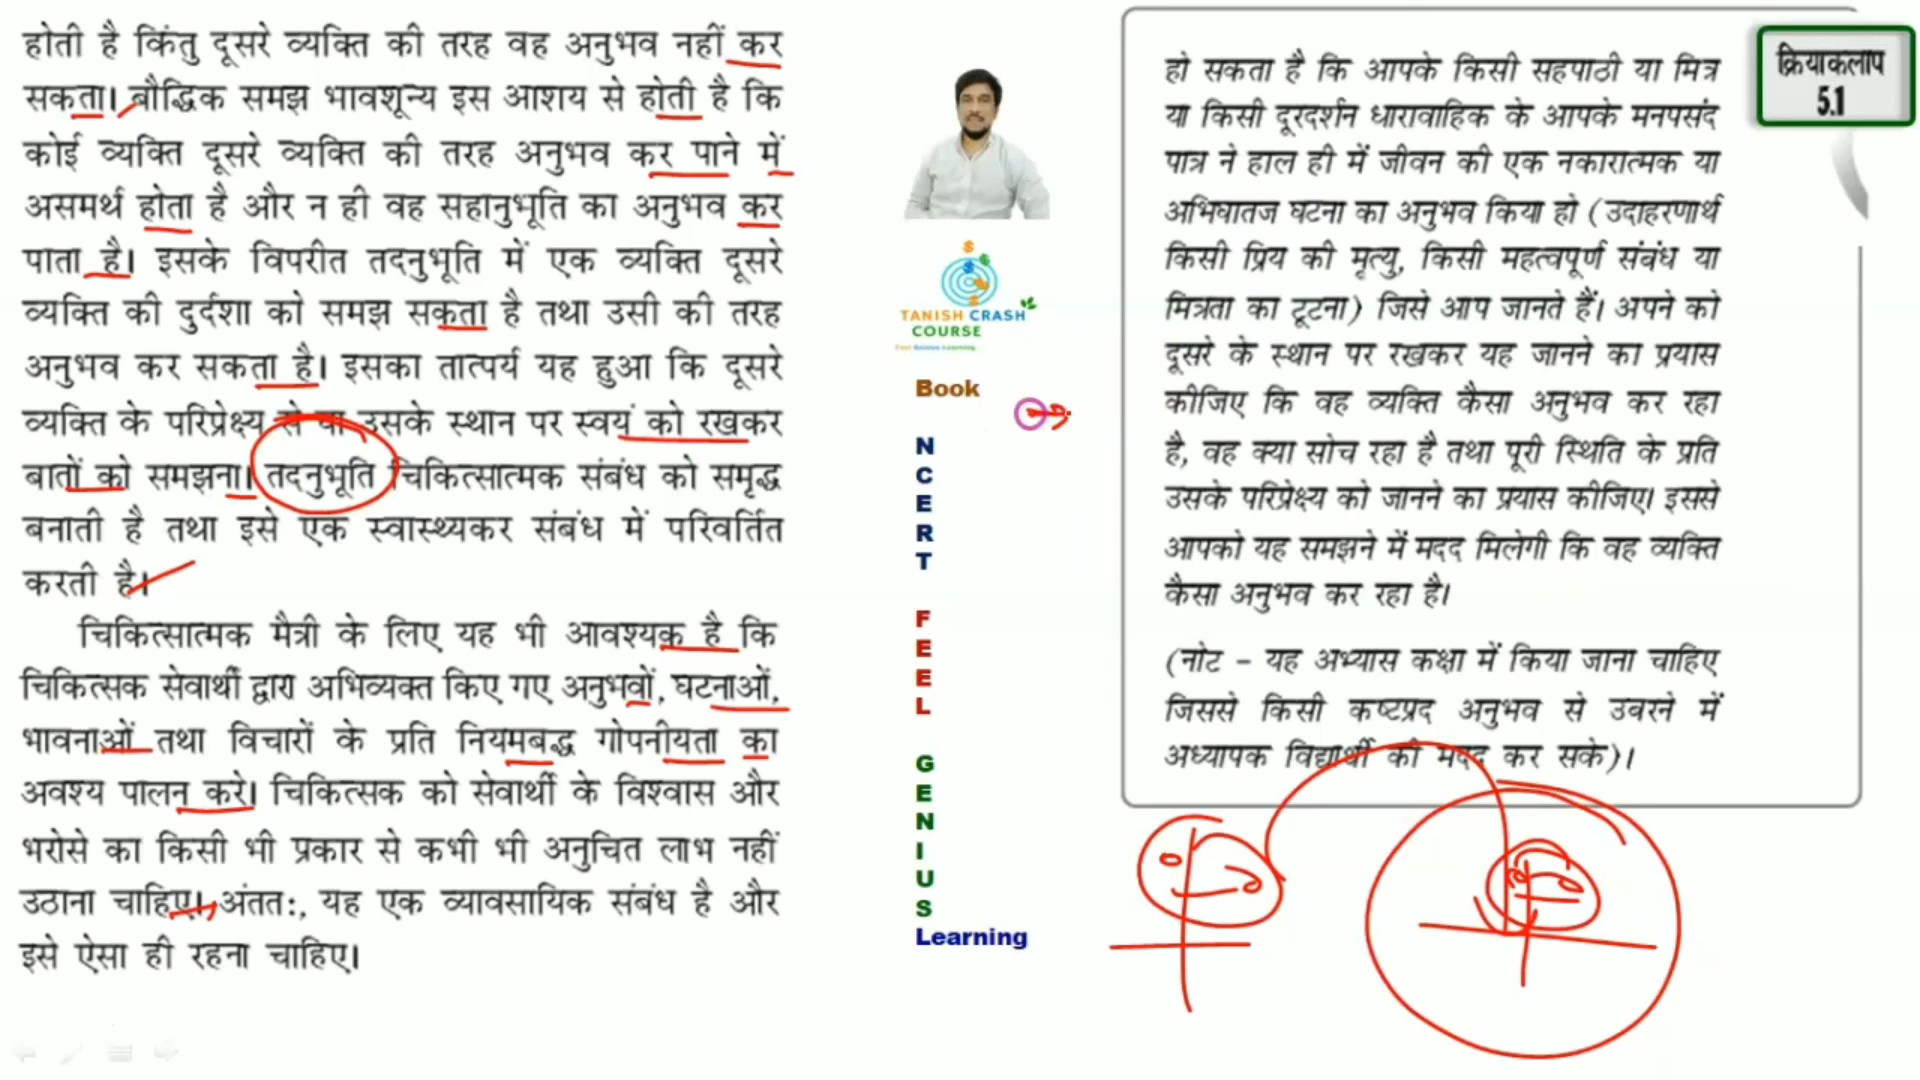 होती है किंतु दूसरे व्यक्ति की तरह वह अनुभव नहीं कर
सकता। बौद्धिक समझ भावशून्य इस आशय से होती है कि
कोई व्यक्ति दूसरे व्यक्ति की तरह अनुभव कर पाने में
असमर्थ होता है और न ही वह सहानुभूति का अनुभव कर
पाता है। इसके विपरीत तदनुभूति में एक व्यक्ति दूसरे
व्यक्ति की दुर्दशा को समझ सकता है तथा उसी की तरह
अनुभव कर सकता है। इसका तात्पर्य यह हुआ कि दूसरे
व्यक्ति के परिप्रेक्ष्य से या उसके स्थान पर स्वयं को रखकर
बातों को समझना। तदनुभूति चिकित्सात्मक संबंध को समृद्ध
बनाती है तथा इसे एक स्वास्थ्यकर संबंध में परिवर्तित
करती है।
चिकित्सात्मक मैत्री के लिए यह भी आवश्यक है कि
चिकित्सक सेवार्थी द्वारा अभिव्यक्त किए गए अनुभवों, घटनाओं,
भावनाओं तथा विचारों के प्रति नियमबद्ध गोपनीयता का
अवश्य पालन करे। चिकित्सक को सेवार्थी के विश्वास और
भरोसे का किसी भी प्रकार से कभी भी अनुचित लाभ नहीं
उठाना चाहिए। अंततः, यह एक व्यावसायिक संबंध है और
इसे ऐसा ही रहना चाहिए।
TANISH CRASH
COURSE
Book
N
C
E
R
T
F
E
E
L
G
E
N
I
U
S
Learning
क्रियाकलाप
5.1
हो सकता है कि आपके किसी सहपाठी या मित्र
या किसी दूरदर्शन धारावाहिक के आपके मनपसंद
पात्र ने हाल ही में जीवन की एक नकारात्मक या
अभिघातज घटना का अनुभव किया हो (उदाहरणार्थ
किसी प्रिय की मृत्यु, किसी महत्वपूर्ण संबंध या
मित्रता का टूटना) जिसे आप जानते हैं। अपने को
दूसरे के स्थान पर रखकर यह जानने का प्रयास
कीजिए कि वह व्यक्ति कैसा अनुभव कर रहा
है, वह क्या सोच रहा है तथा पूरी स्थिति के प्रति
उसके परिप्रेक्ष्य को जानने का प्रयास कीजिए। इससे
आपको यह समझने में मदद मिलेगी कि वह व्यक्ति
कैसा अनुभव कर रहा है।
(नोट - यह अभ्यास कक्षा में किया जाना चाहिए
जिससे किसी कष्टप्रद अनुभव से उबरने में
अध्यापक विद्यार्थी की मदद कर सके)।